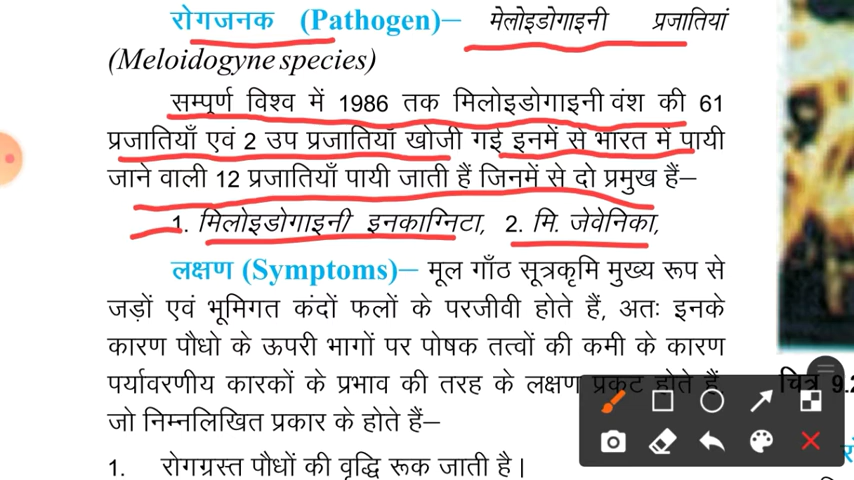 रोगजनक (Pathogen)– मेलोइडोगाइनी प्रजातियां
(Meloidogyne species)
सम्पूर्ण विश्व में 1986 तक मिलोइडोगाइनी वंश की 61
प्रजातियाँ एवं 2 उप प्रजातियाँ खोजी गई इनमें से भारत में पायी
जाने वाली 12 प्रजातियाँ पायी जाती हैं जिनमें से दो प्रमुख हैं–
1. मिलोइडोगाइनी इनकाग्निटा, 2. मि. जेवेनिका,
लक्षण (Symptoms)– मूल गाँठ सूत्रकृमि मुख्य रूप से
जड़ों एवं भूमिगत कंदों फलों के परजीवी होते हैं, अतः इनके
कारण पौधो के ऊपरी भागों पर पोषक तत्वों की कमी के कारण
पर्यावरणीय कारकों के प्रभाव की तरह के लक्षण प्रकट होते हैं,
जो निम्नलिखित प्रकार के होते हैं–
1. रोगग्रस्त पौधों की वृद्धि रूक जाती है।
चित्र 9.2